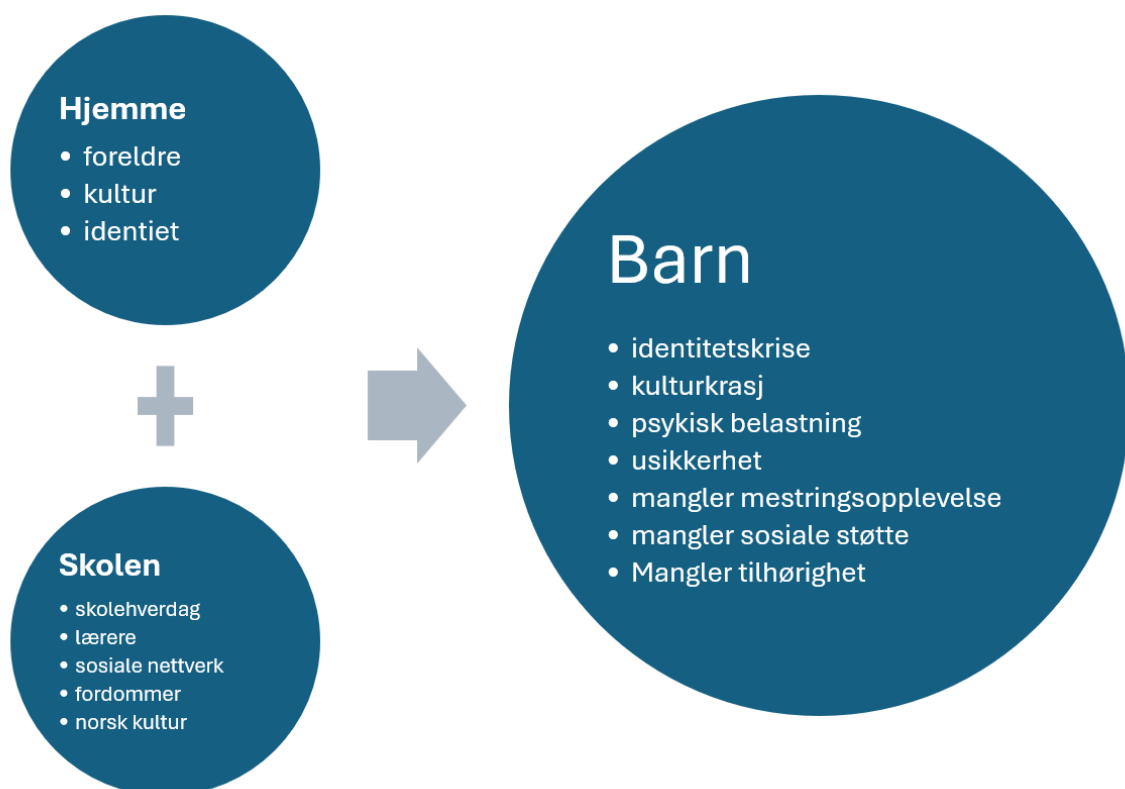 Hjemme
• foreldre
• kultur
• identiet
Skolen
• skolehverdag
• lærere
• sosiale nettverk
• fordommer
• norsk kultur
Barn
• identitetskrise
• kulturkrasj
• psykisk belastning
• usikkerhet
• mangler mestringsopplevelse
• mangler sosiale støtte
• Mangler tilhørighet